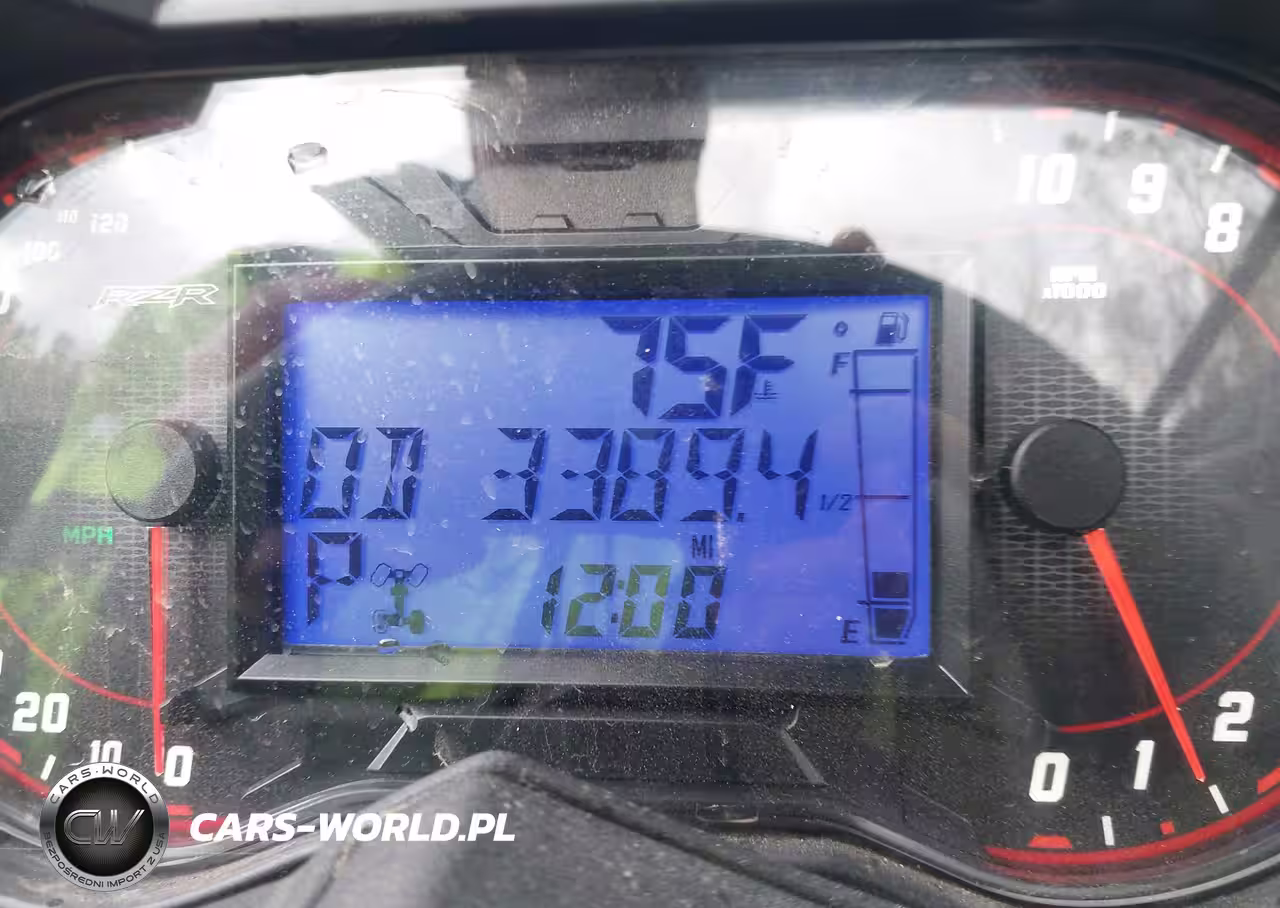 110 120
100
RZR
MPH
20
10
0
75F
OD 3389.4
MI
P 12:00
F
1/2
E
10 9
8
RPM
x1000
0 1 2
CARS-WORLD
CW
BEZPOŚREDNI IMPORT Z USA
CARS-WORLD.PL